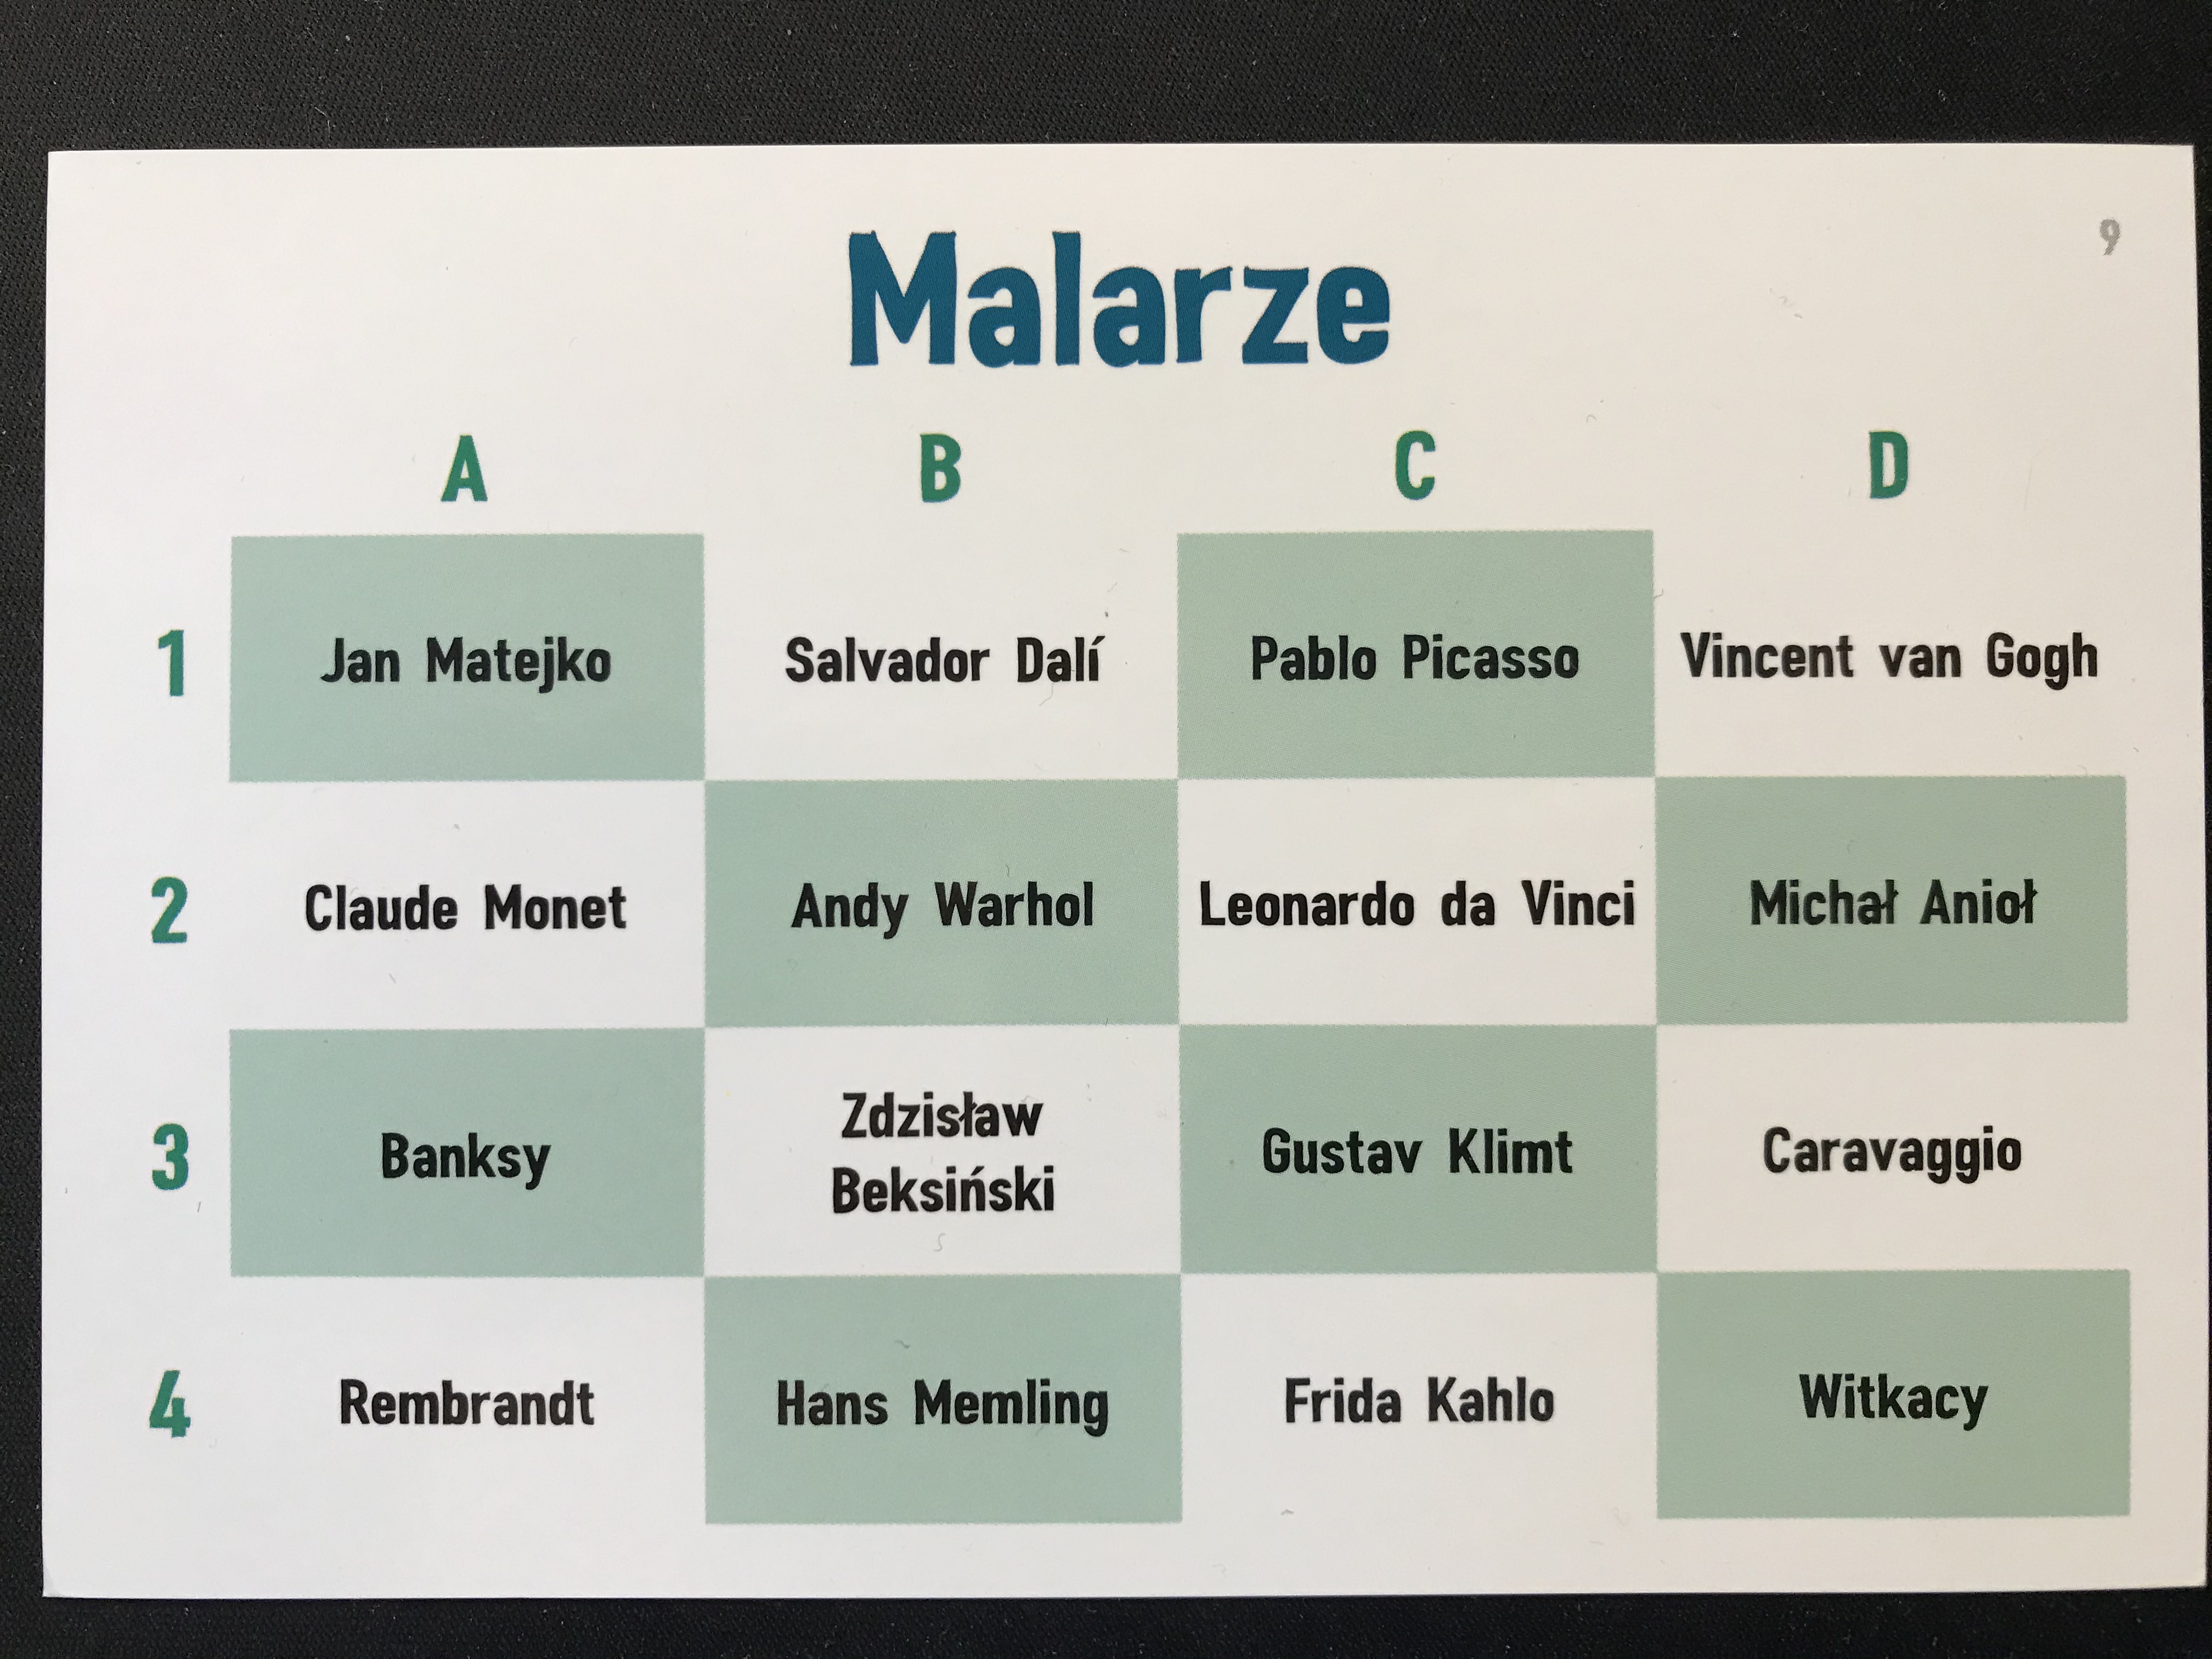 9
Malarze
A B C D
1 Jan Matejko Salvador Dalí Pablo Picasso Vincent van Gogh
2 Claude Monet Andy Warhol Leonardo da Vinci Michał Anioł
3 Banksy Zdzisław Beksiński Gustav Klimt Caravaggio
4 Rembrandt Hans Memling Frida Kahlo Witkacy